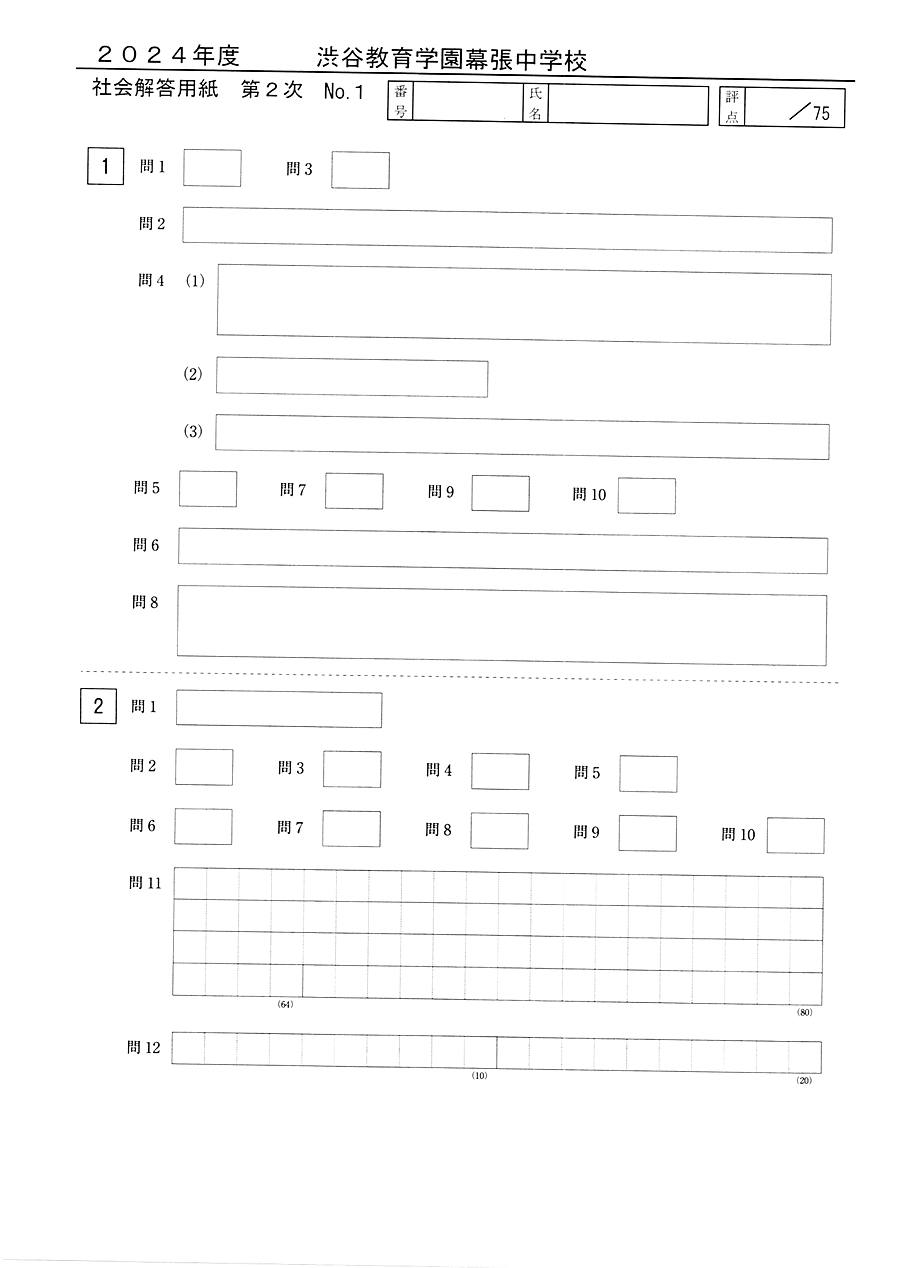 ２０２４年度　渋谷教育学園幕張中学校
社会解答用紙　第２次　No.1　番号　氏名　評点　／75
1　問1　問3
問2
問4　(1)
(2)
(3)
問5　問7　問9　問10
問6
問8
2　問1
問2　問3　問4　問5
問6　問7　問8　問9　問10
問11
(64)　(80)
問12
(10)　(20)